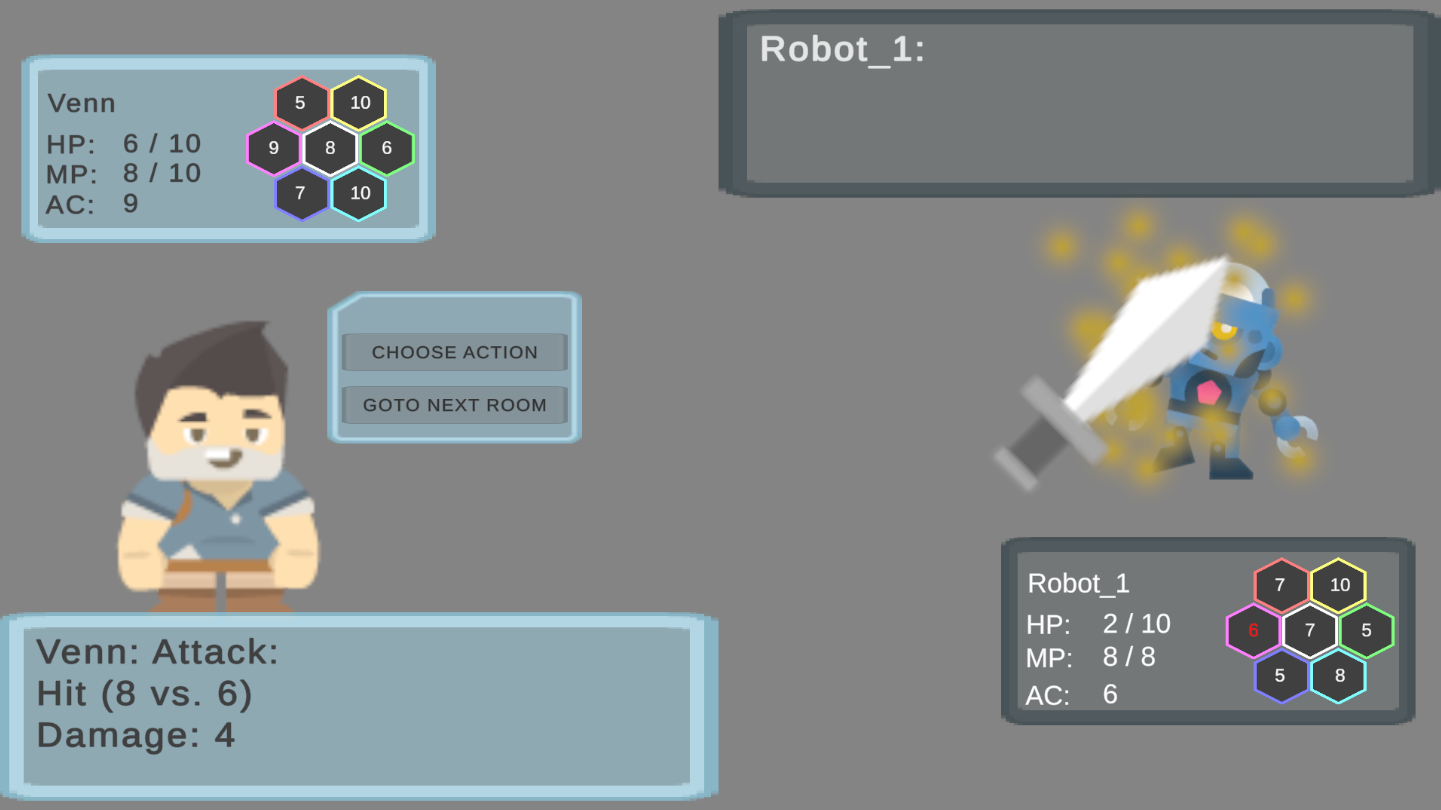 Venn
HP: 6 / 10
MP: 8 / 10
AC: 9
5 10
9 8 6
7 10
Robot_1:
CHOOSE ACTION
GOTO NEXT ROOM
Venn: Attack:
Hit (8 vs. 6)
Damage: 4
Robot_1
HP: 2 / 10
MP: 8 / 8
AC: 6
7 10
6 7 5
5 8